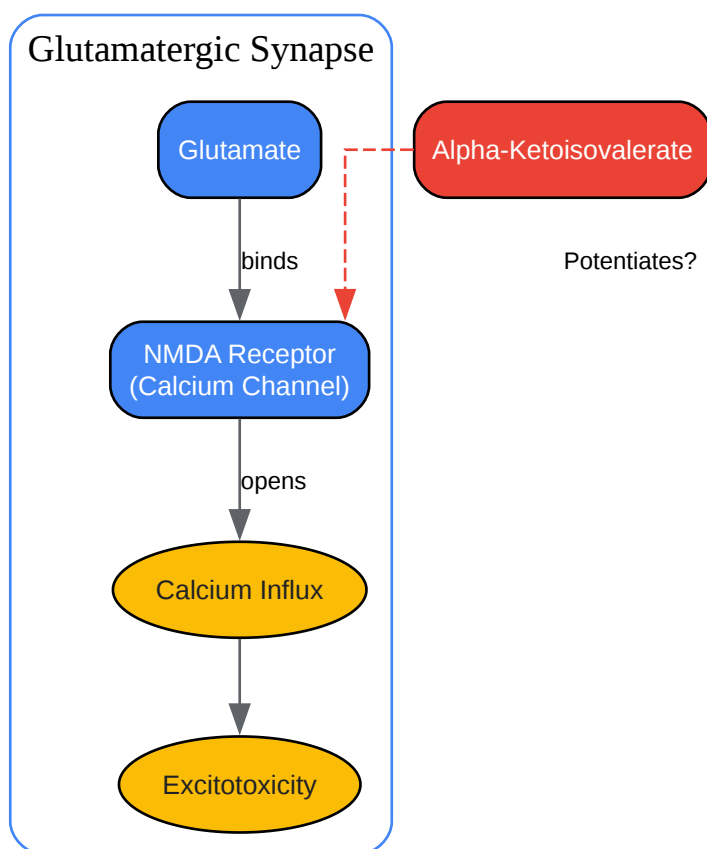 Glutamatergic Synapse
Glutamate
Alpha-Ketoisovalerate
binds
Potentiates?
NMDA Receptor
(Calcium Channel)
opens
Calcium Influx
Excitotoxicity